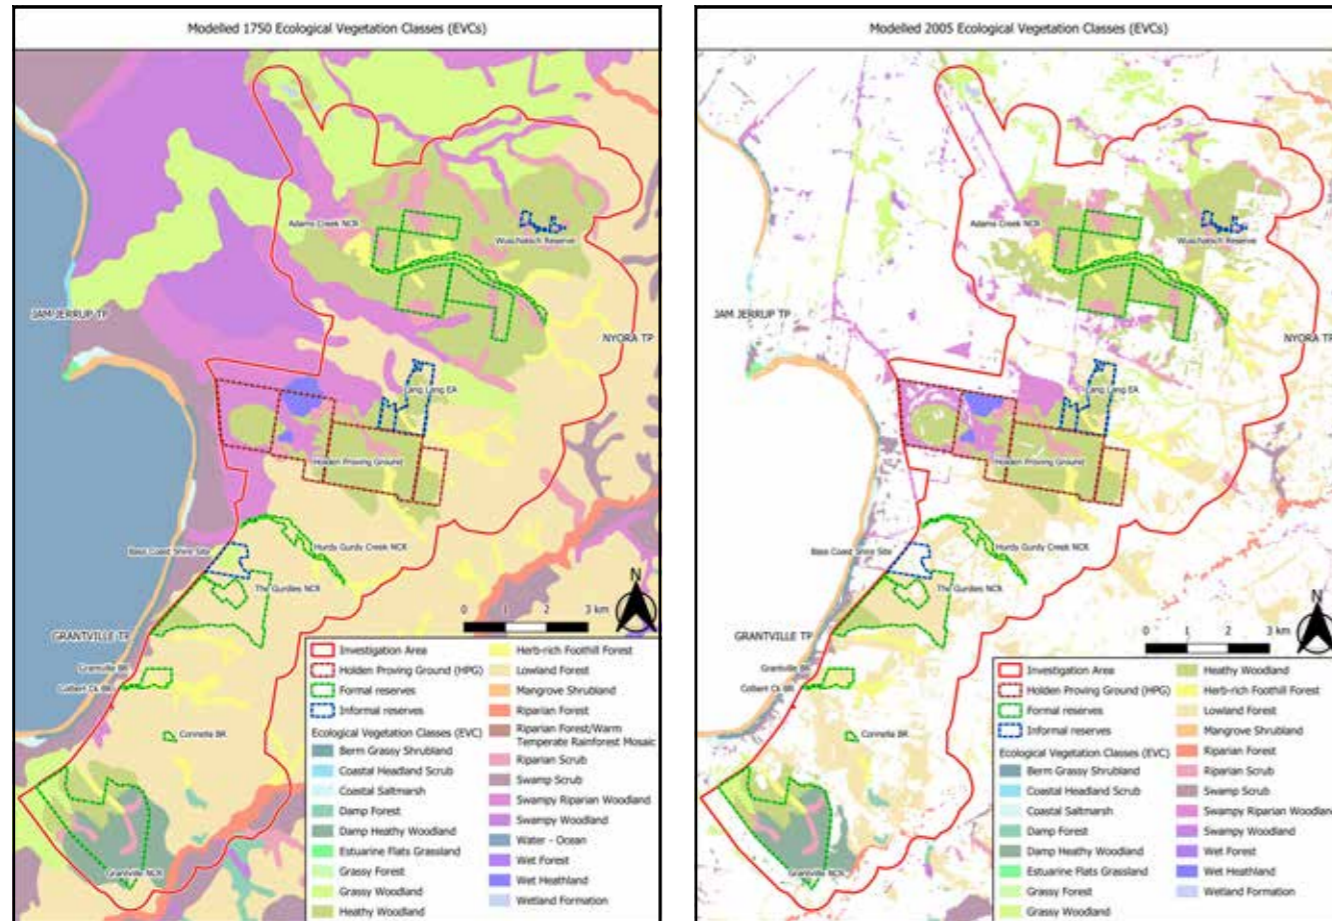 Modelled 1750 Ecological Vegetation Classes (EVCs)
Adams Creek NCR
Wuschatsch Reserve
JAM JERRUP TP
NYORA TP
Lang Lang EA
Holden Proving Ground
Bass Coast Shire Site
Hurdy Gurdy Creek NCR
The Gurdies NCR
GRANTVILLE TP
Grantville BR
Colbert Ck BR
Connella BR
Grantville NCR
N
0 1 2 3 km
Investigation Area
Holden Proving Ground (HPG)
Formal reserves
Informal reserves
Ecological Vegetation Classes (EVC)
Berm Grassy Shrubland
Coastal Headland Scrub
Coastal Saltmarsh
Damp Forest
Damp Heathy Woodland
Estuarine Flats Grassland
Grassy Forest
Grassy Woodland
Heathy Woodland
Herb-rich Foothill Forest
Lowland Forest
Mangrove Shrubland
Riparian Forest
Riparian Forest/Warm
Temperate Rainforest Mosaic
Riparian Scrub
Swamp Scrub
Swampy Riparian Woodland
Swampy Woodland
Water - Ocean
Wet Forest
Wet Heathland
Wetland Formation
Modelled 2005 Ecological Vegetation Classes (EVCs)
Adams Creek NCR
Wuschatsch Reserve
JAM JERRUP TP
NYORA TP
Lang Lang EA
Holden Proving Ground
Bass Coast Shire Site
Hurdy Gurdy Creek NCR
The Gurdies NCR
GRANTVILLE TP
Grantville BR
Colbert Ck BR
Connella BR
Grantville NCR
N
0 1 2 3 km
Investigation Area
Holden Proving Ground (HPG)
Formal reserves
Informal reserves
Ecological Vegetation Classes (EVC)
Berm Grassy Shrubland
Coastal Headland Scrub
Coastal Saltmarsh
Damp Forest
Damp Heathy Woodland
Estuarine Flats Grassland
Grassy Forest
Grassy Woodland
Heathy Woodland
Herb-rich Foothill Forest
Lowland Forest
Mangrove Shrubland
Riparian Forest
Riparian Scrub
Swamp Scrub
Swampy Riparian Woodlan
Swampy Woodland
Wet Forest
Wet Heathland
Wetland Formation